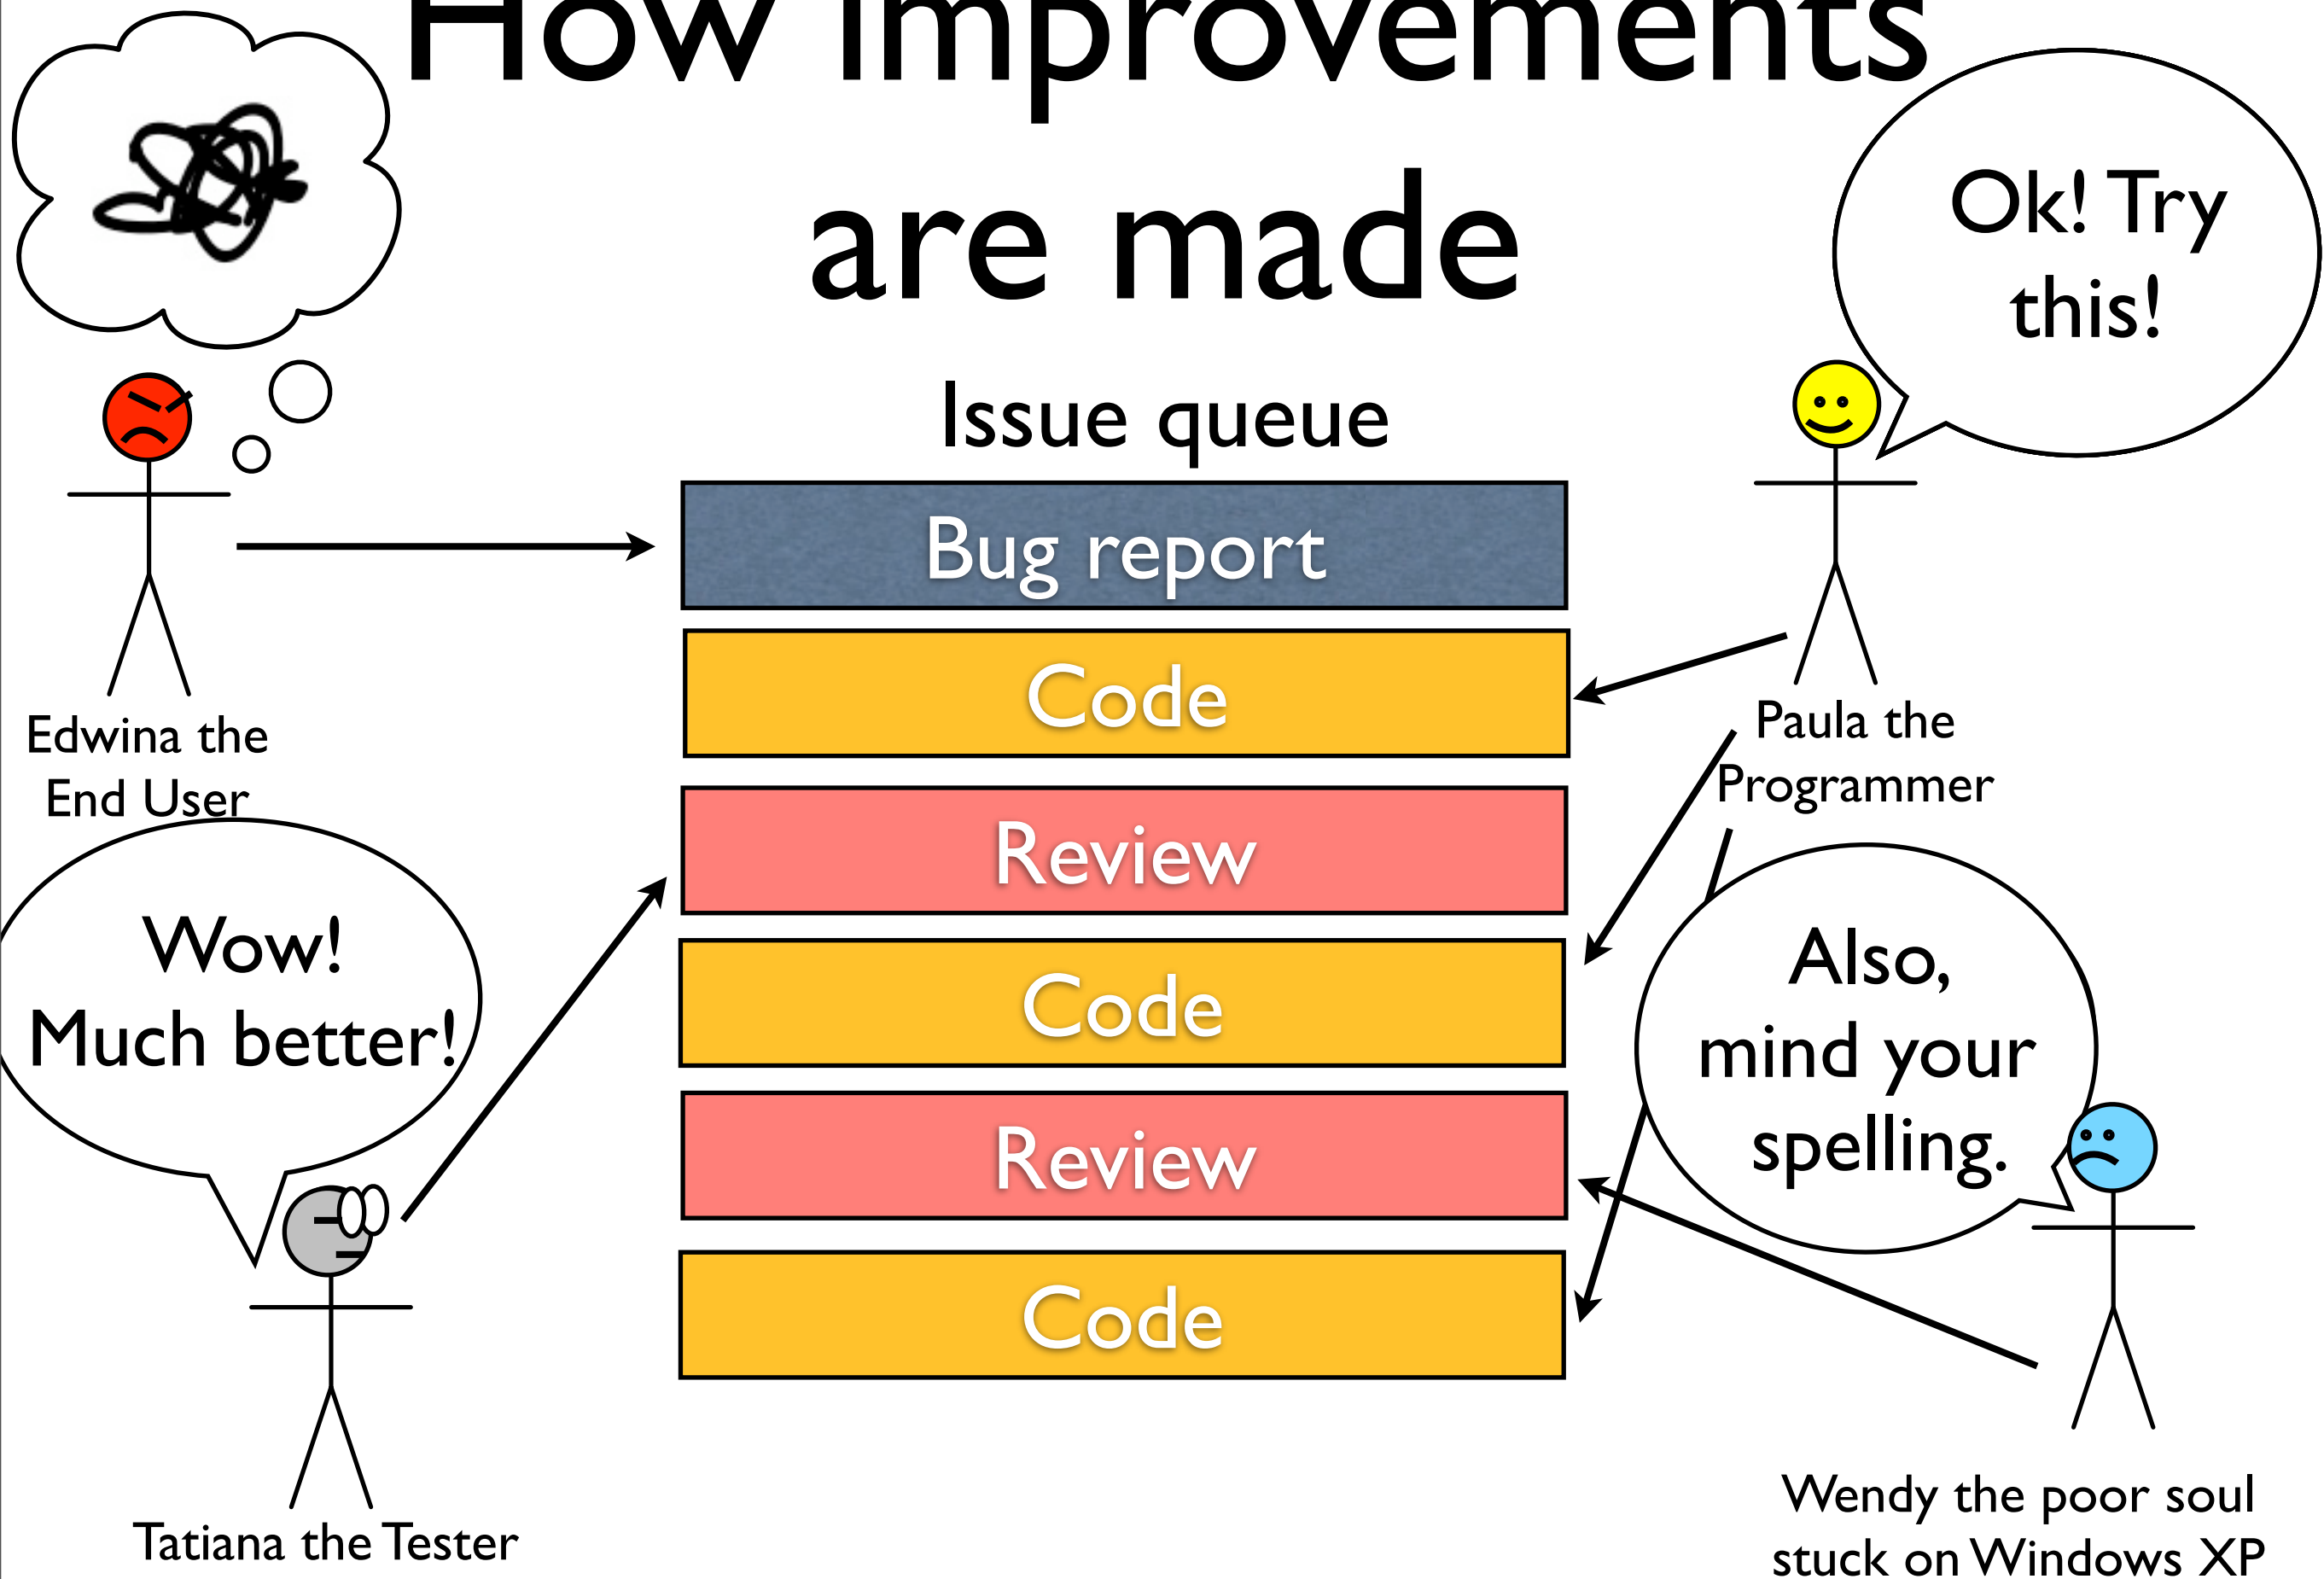 How improvements
are made
Ok! Try
this!
Issue queue
Bug report
Code
Review
Code
Review
Code
Edwina the
End User
Paula the
Programmer
Wow!
Much better!
Also,
mind your
spelling.
Tatiana the Tester
Wendy the poor soul
stuck on Windows XP